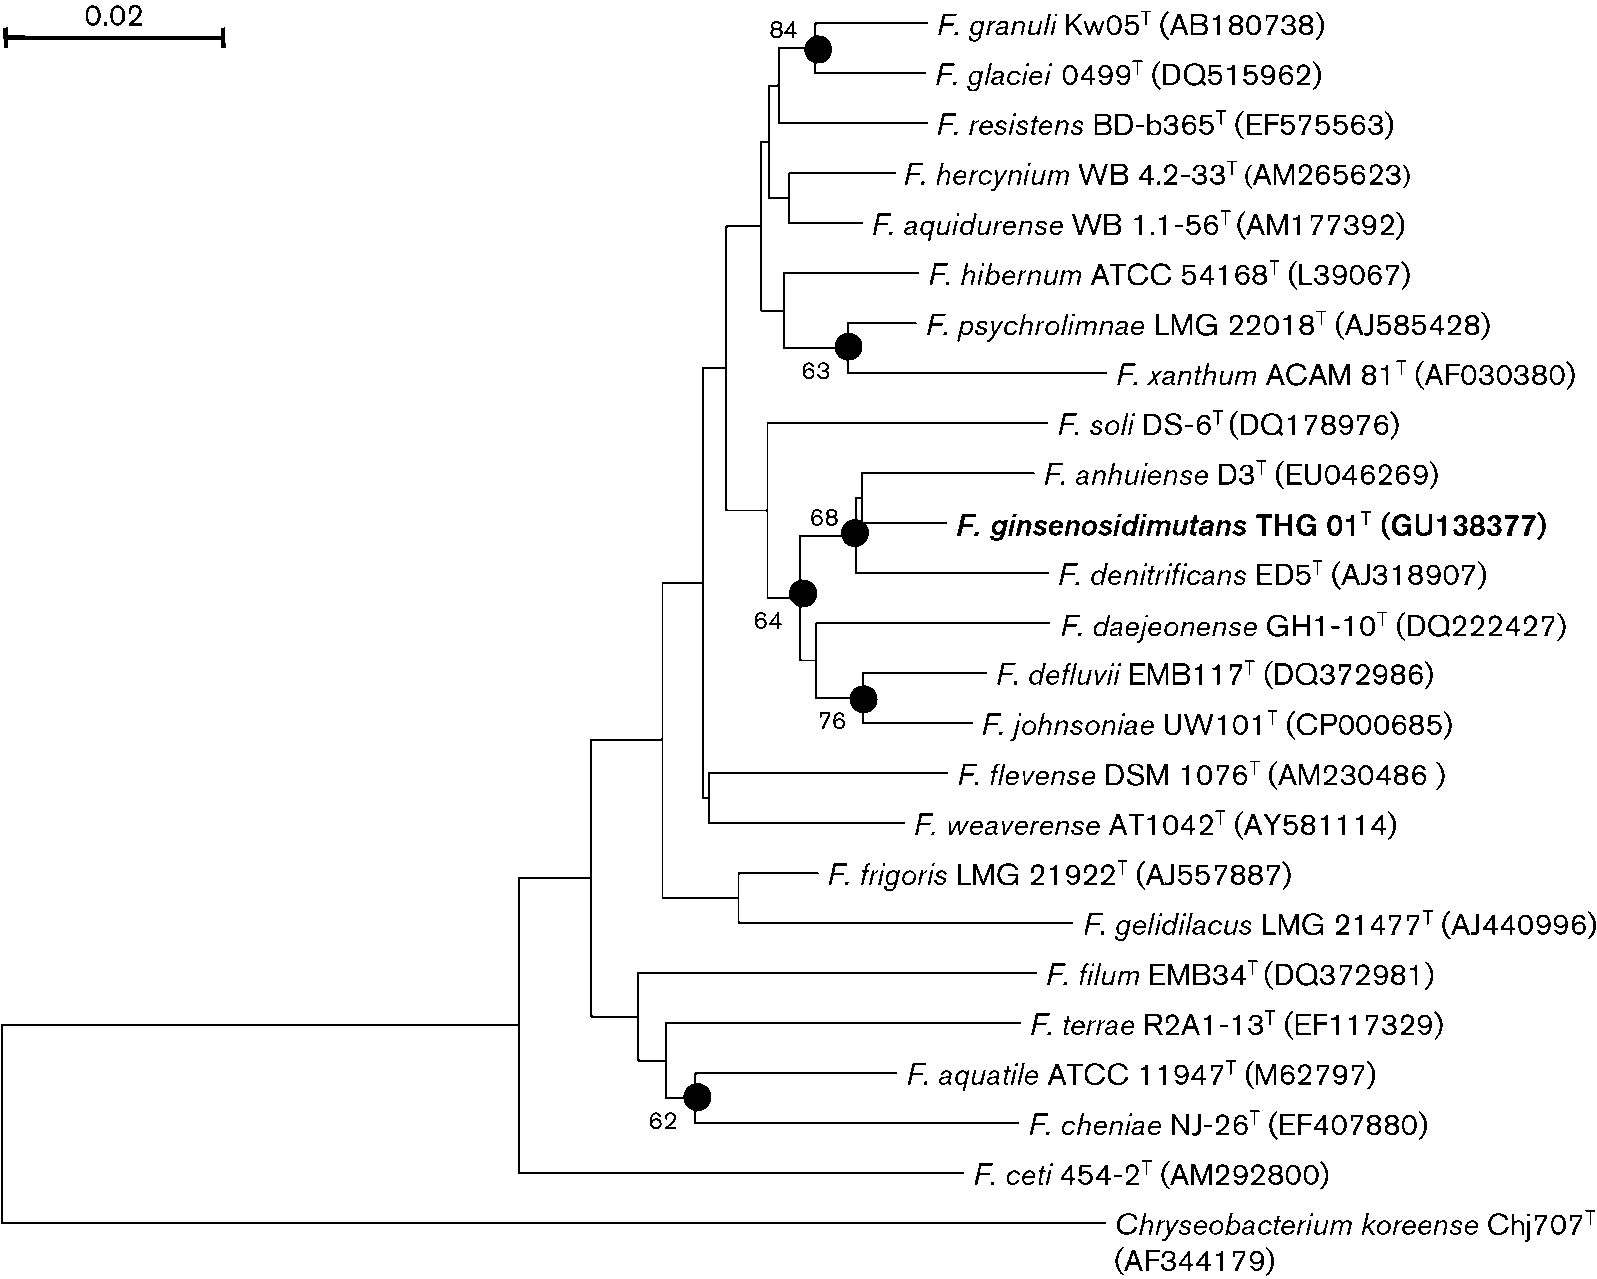 0.02
84
F. granuli Kw05ᵀ (AB180738)
F. glaciei 0499ᵀ (DQ515962)
F. resistens BD-b365ᵀ (EF575563)
F. hercynium WB 4.2-33ᵀ (AM265623)
F. aquidurense WB 1.1-56ᵀ (AM177392)
F. hibernum ATCC 54168ᵀ (L39067)
F. psychrolimnae LMG 22018ᵀ (AJ585428)
63
F. xanthum ACAM 81ᵀ (AF030380)
F. soli DS-6ᵀ (DQ178976)
F. anhuiense D3ᵀ (EU046269)
68
F. ginsenosidimutans THG 01ᵀ (GU138377)
F. denitrificans ED5ᵀ (AJ318907)
64
F. daejeonense GH1-10ᵀ (DQ222427)
F. defluvii EMB117ᵀ (DQ372986)
76
F. johnsoniae UW101ᵀ (CP000685)
F. flevense DSM 1076ᵀ (AM230486 )
F. weaverense AT1042ᵀ (AY581114)
F. frigoris LMG 21922ᵀ (AJ557887)
F. gelidilacus LMG 21477ᵀ (AJ440996)
F. filum EMB34ᵀ (DQ372981)
F. terrae R2A1-13ᵀ (EF117329)
F. aquatile ATCC 11947ᵀ (M62797)
62
F. cheniae NJ-26ᵀ (EF407880)
F. ceti 454-2ᵀ (AM292800)
Chryseobacterium koreense Chj707ᵀ
(AF344179)